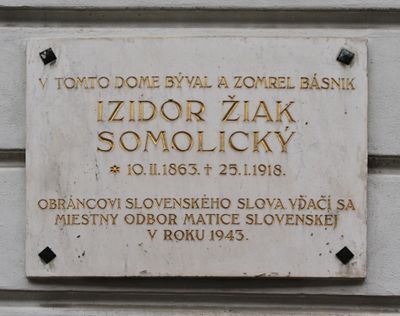 V TOMTO DOME BÝVAL A ZOMREL BÁSNIK
IZIDOR ŽIAK
SOMOLICKÝ
* 10. II. 1863. † 25. I. 1918.
OBRÁNCOVI SLOVENSKÉHO SLOVA VĎAČÍ SA
MIESTNY ODBOR MATICE SLOVENSKEJ
V ROKU 1943.